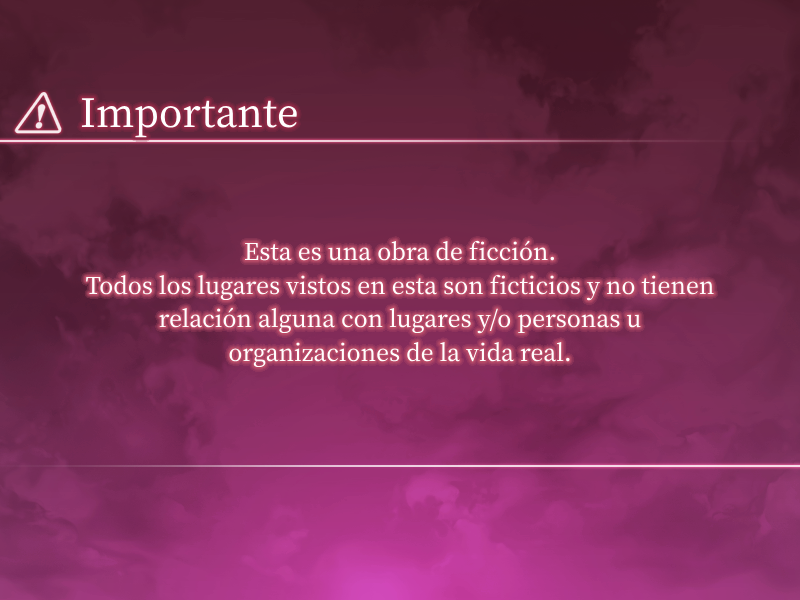 Importante
Esta es una obra de ficción.
Todos los lugares vistos en esta son ficticios y no tienen
relación alguna con lugares y/o personas u
organizaciones de la vida real.